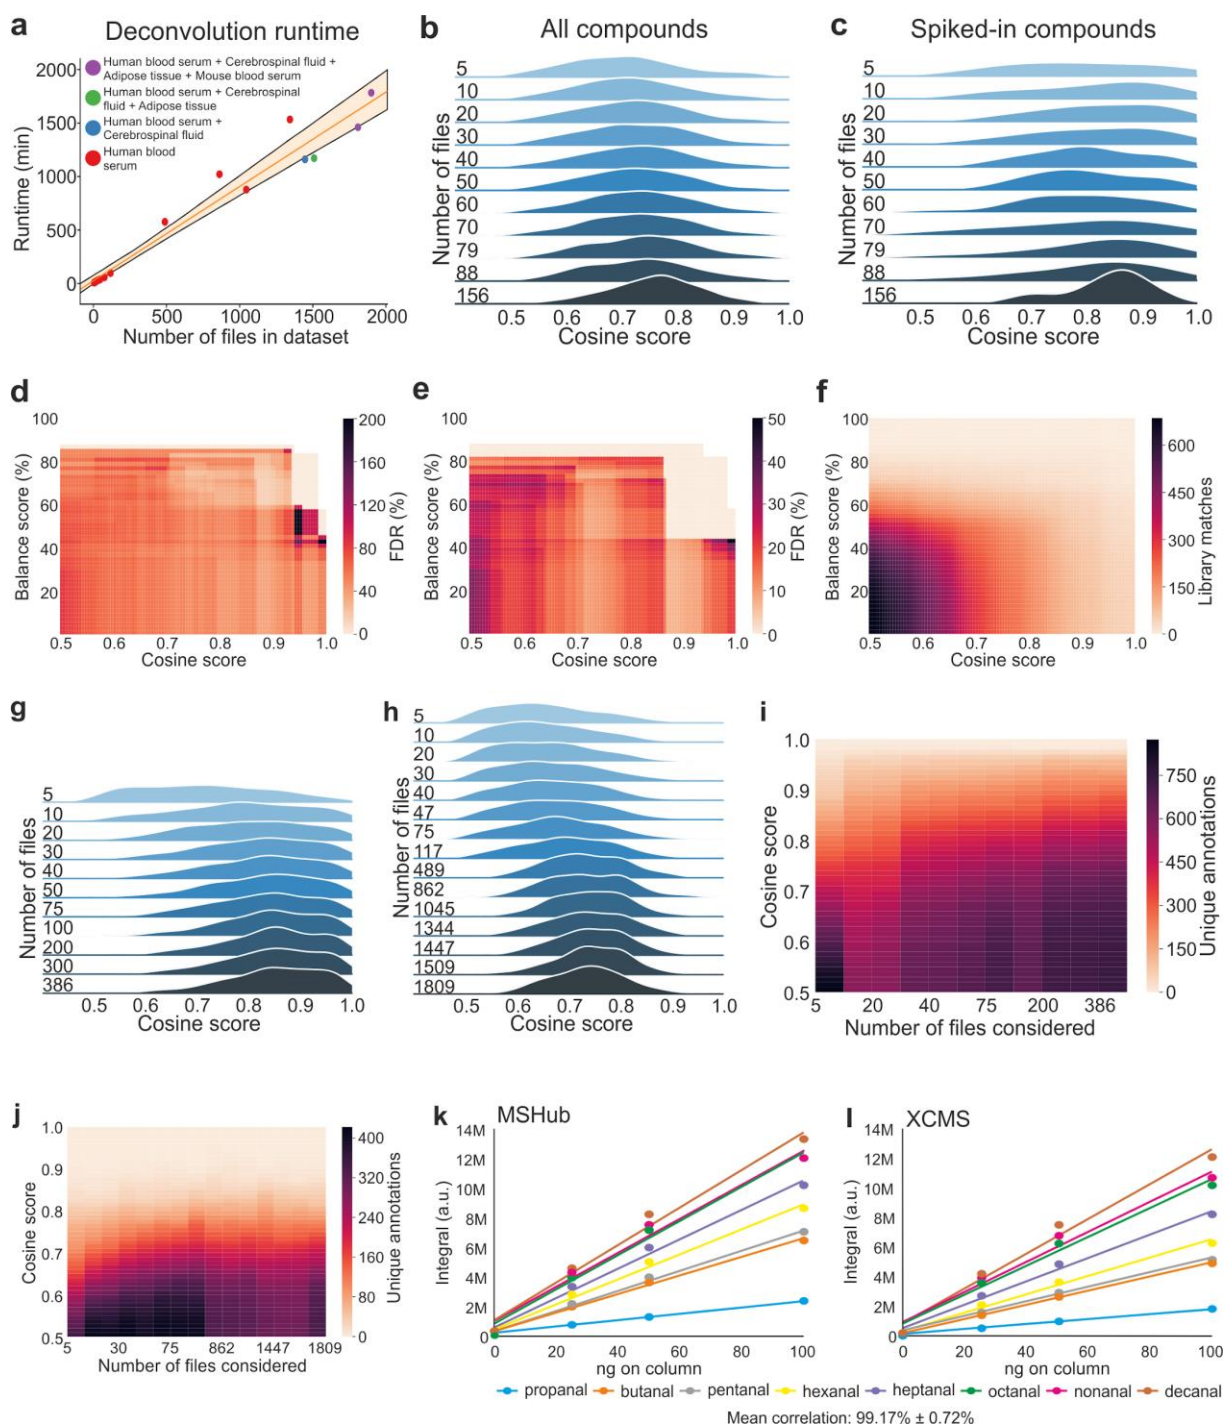 a Deconvolution runtime
2000
1500
1000
500
0
Runtime (min)
Human blood serum + Cerebrospinal fluid +
Adipose tissue + Mouse blood serum
Human blood serum + Cerebrospinal
fluid + Adipose tissue
Human blood serum +
Cerebrospinal fluid
Human blood
serum
0 500 1000 1500 2000
Number of files in dataset
b All compounds
Number of files
5
10
20
30
40
50
60
70
79
88
156
0.5 0.6 0.7 0.8 0.9 1.0
Cosine score
c Spiked-in compounds
Number of files
5
10
20
30
40
50
60
70
79
88
156
0.5 0.6 0.7 0.8 0.9 1.0
Cosine score
d
Balance score (%)
100
80
60
40
20
0.5 0.6 0.7 0.8 0.9 1.0
Cosine score
200
160
120
80
40
0
FDR (%)
e
Balance score (%)
100
80
60
40
20
0.5 0.6 0.7 0.8 0.9 1.0
Cosine score
50
40
30
20
10
0
FDR (%)
f
Balance score (%)
100
80
60
40
20
0.5 0.6 0.7 0.8 0.9 1.0
Cosine score
600
450
300
150
0
Library matches
g
Number of files
5
10
20
30
40
50
75
100
200
300
386
0.5 0.6 0.7 0.8 0.9 1.0
Cosine score
h
Number of files
5
10
20
30
40
47
75
117
489
862
1045
1344
1447
1509
1809
0.5 0.6 0.7 0.8 0.9 1.0
Cosine score
i
Cosine score
1.0
0.9
0.8
0.7
0.6
0.5
5 20 40 75 200 386
Number of files considered
750
600
450
300
150
0
Unique annotations
j
Cosine score
1.0
0.9
0.8
0.7
0.6
0.5
5 30 75 862 1447 1809
Number of files considered
400
320
240
160
80
0
Unique annotations
k MSHub
Integral (a.u.)
14M
12M
10M
8M
6M
4M
2M
0
0 20 40 60 80 100
ng on column
l XCMS
Integral (a.u.)
14M
12M
10M
8M
6M
4M
2M
0
0 20 40 60 80 100
ng on column
propanal butanal pentanal hexanal heptanal octanal nonanal decanal
Mean correlation: 99.17% ± 0.72%